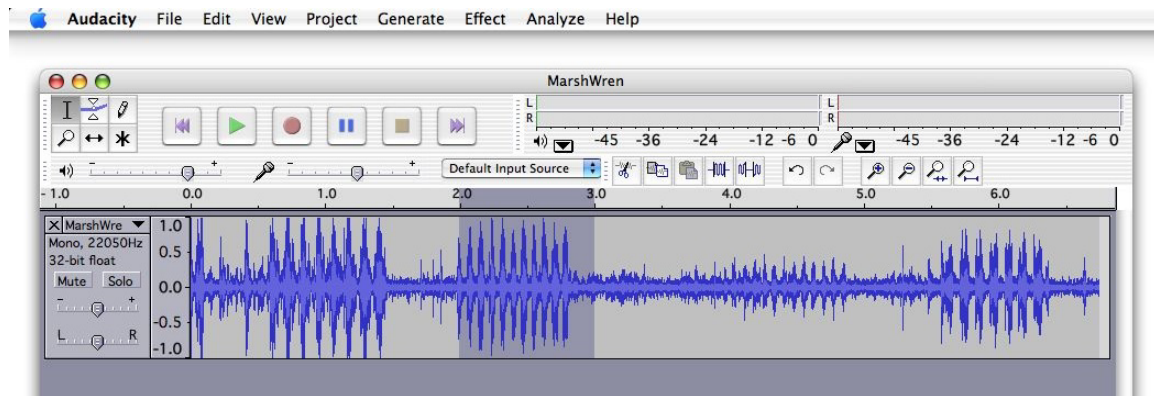 Audacity File Edit View Project Generate Effect Analyze Help
MarshWren
L
R
-45 -36 -24 -12 -6 0
L
R
-45 -36 -24 -12 -6 0
- +
- +
Default Input Source
- 1.0 0.0 1.0 2.0 3.0 4.0 5.0 6.0
X MarshWre
Mono, 22050Hz
32-bit float
Mute Solo
- +
L R
1.0
0.5
0.0
-0.5
-1.0